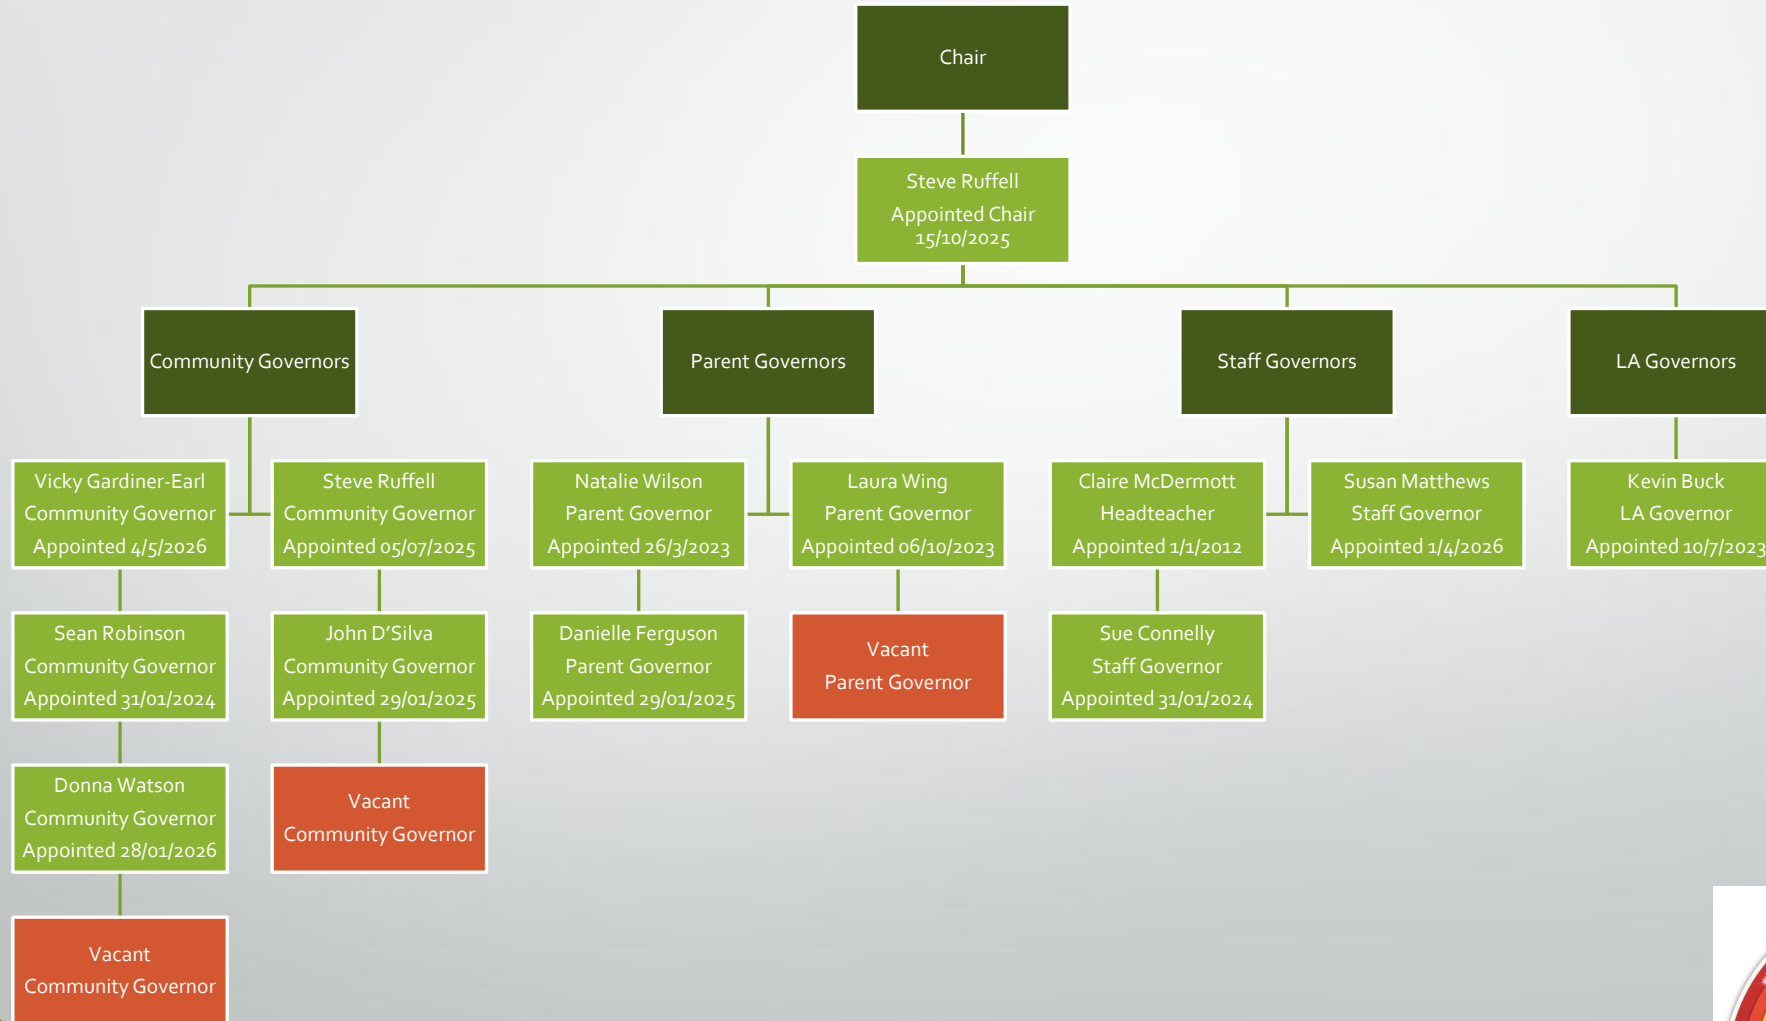 Chair
Steve Ruffell
Appointed Chair
15/10/2025
Community Governors
Parent Governors
Staff Governors
LA Governors
Vicky Gardiner-Earl
Community Governor
Appointed 4/5/2026
Steve Ruffell
Community Governor
Appointed 05/07/2025
Natalie Wilson
Parent Governor
Appointed 26/3/2023
Laura Wing
Parent Governor
Appointed 06/10/2023
Claire McDermott
Headteacher
Appointed 1/1/2012
Susan Matthews
Staff Governor
Appointed 1/4/2026
Kevin Buck
LA Governor
Appointed 10/7/2023
Sean Robinson
Community Governor
Appointed 31/01/2024
John D’Silva
Community Governor
Appointed 29/01/2025
Danielle Ferguson
Parent Governor
Appointed 29/01/2025
Vacant
Parent Governor
Sue Connelly
Staff Governor
Appointed 31/01/2024
Donna Watson
Community Governor
Appointed 28/01/2026
Vacant
Community Governor
Vacant
Community Governor